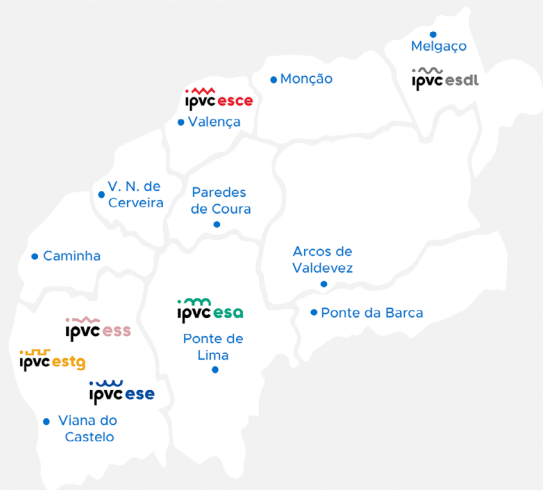 Melgaço
ipvc esdl
Monção
ipvc esce
Valença
V. N. de
Cerveira
Paredes
de Coura
Caminha
Arcos de
Valdevez
ipvc esa
Ponte da Barca
ipvc ess
Ponte de
Lima
ipvc estg
ipvc ese
Viana do
Castelo